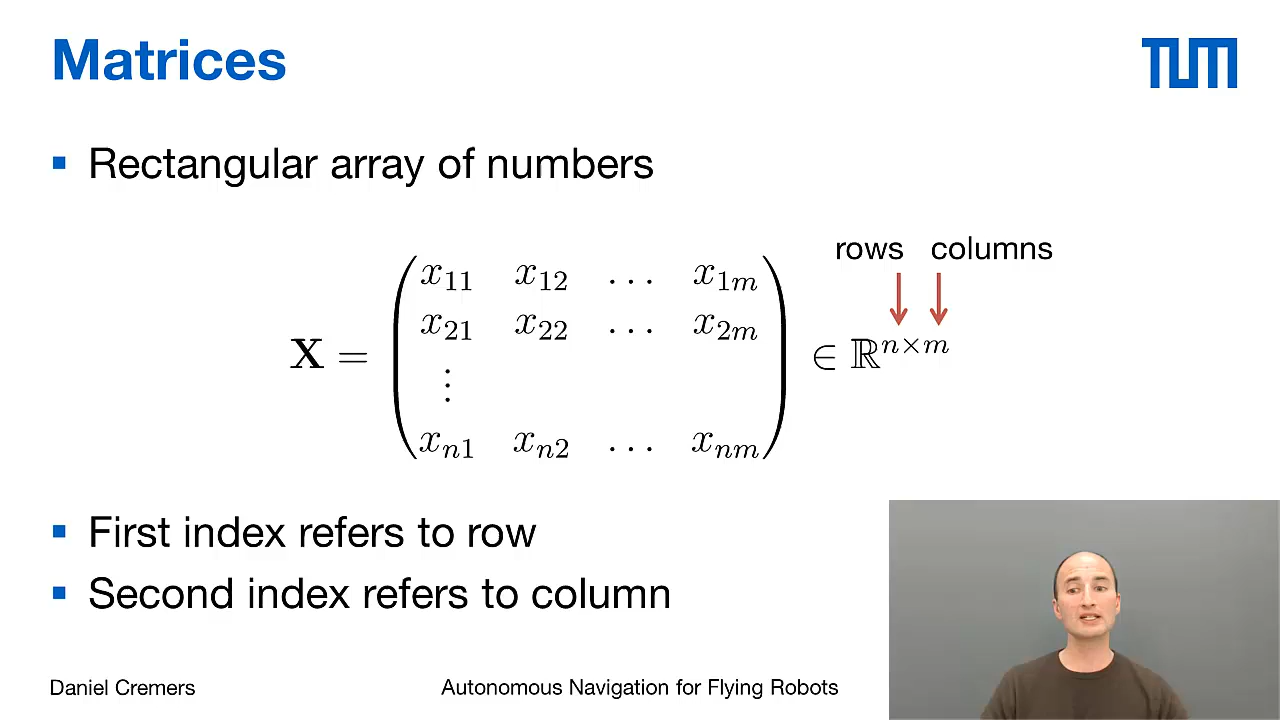 Matrices
TUM
▪ Rectangular array of numbers
rows columns
x₁₁ x₁₂ … x₁ₘ
x₂₁ x₂₂ … x₂ₘ
X = ⋮ ∈ ℝⁿˣᵐ
xₙ₁ xₙ₂ … xₙₘ
▪ First index refers to row
▪ Second index refers to column
Daniel Cremers
Autonomous Navigation for Flying Robots